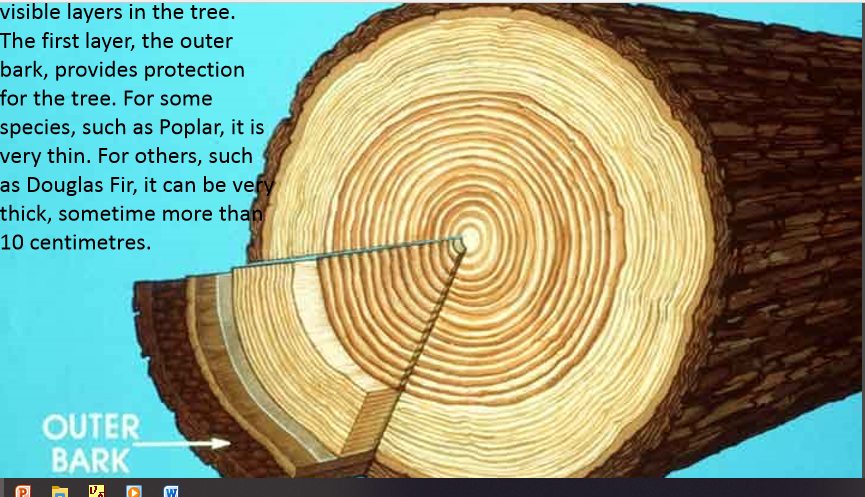 visible layers in the tree.
The first layer, the outer
bark, provides protection
for the tree. For some
species, such as Poplar, it is
very thin. For others, such
as Douglas Fir, it can be very
thick, sometime more than
10 centimetres.
OUTER
BARK